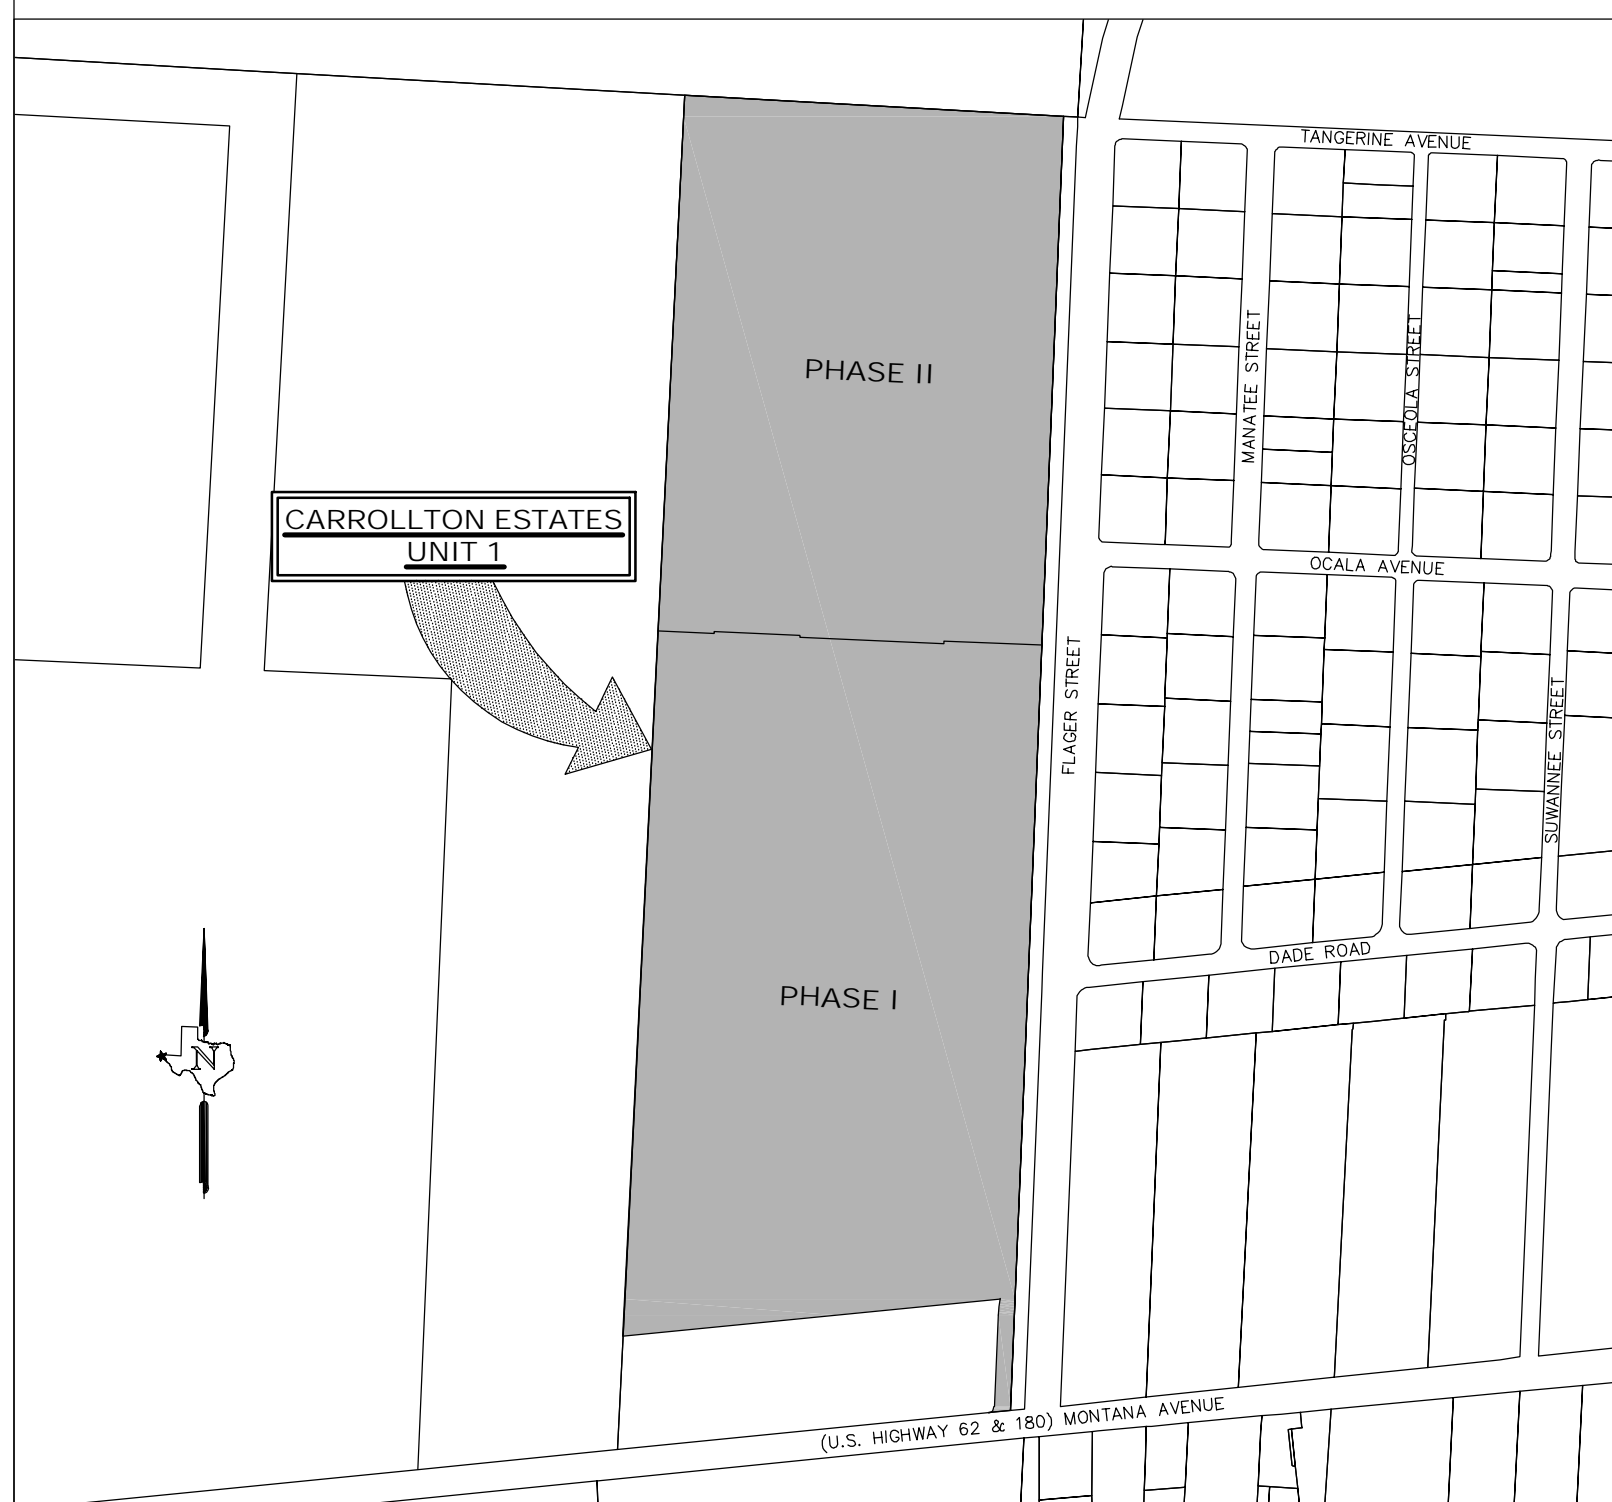 TANGERINE AVENUE
PHASE II
MANATEE STREET
OSCEOLA STREET
CARROLLTON ESTATES
UNIT 1
OCALA AVENUE
FLAGER STREET
SUWANNEE STREET
DADE ROAD
PHASE I
N
(U.S. HIGHWAY 62 & 180) MONTANA AVENUE